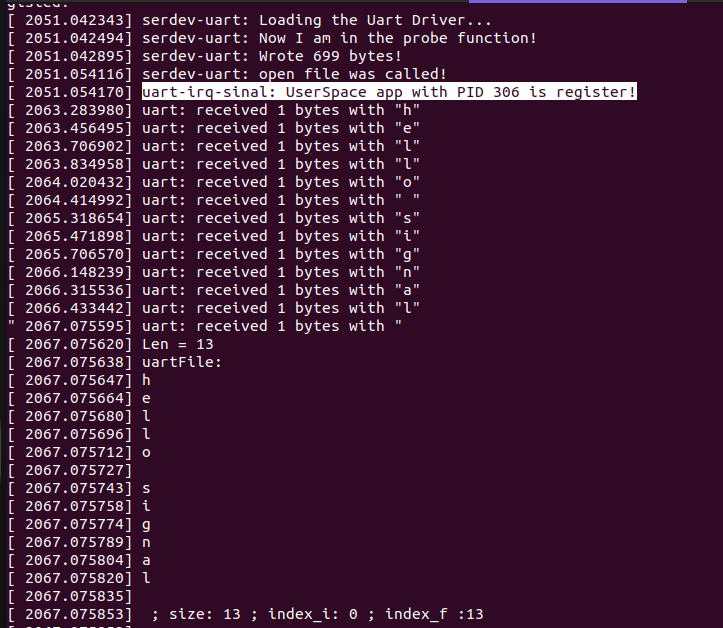 [ 2051.042343] serdev-uart: Loading the Uart Driver...
[ 2051.042494] serdev-uart: Now I am in the probe function!
[ 2051.042895] serdev-uart: Wrote 699 bytes!
[ 2051.054116] serdev-uart: open file was called!
[ 2051.054170] uart-irq-sinal: UserSpace app with PID 306 is register!
[ 2063.283980] uart: received 1 bytes with "h"
[ 2063.456495] uart: received 1 bytes with "e"
[ 2063.706902] uart: received 1 bytes with "l"
[ 2063.834958] uart: received 1 bytes with "l"
[ 2064.020432] uart: received 1 bytes with "o"
[ 2064.414992] uart: received 1 bytes with " "
[ 2065.318654] uart: received 1 bytes with "s"
[ 2065.471898] uart: received 1 bytes with "i"
[ 2065.706570] uart: received 1 bytes with "g"
[ 2066.148239] uart: received 1 bytes with "n"
[ 2066.315536] uart: received 1 bytes with "a"
[ 2066.433442] uart: received 1 bytes with "l"
" 2067.075595] uart: received 1 bytes with "
[ 2067.075620] Len = 13
[ 2067.075638] uartFile:
[ 2067.075647] h
[ 2067.075664] e
[ 2067.075680] l
[ 2067.075696] l
[ 2067.075712] o
[ 2067.075727]
[ 2067.075743] s
[ 2067.075758] i
[ 2067.075774] g
[ 2067.075789] n
[ 2067.075804] a
[ 2067.075820] l
[ 2067.075835]
[ 2067.075853]  ; size: 13 ; index_i: 0 ; index_f :13